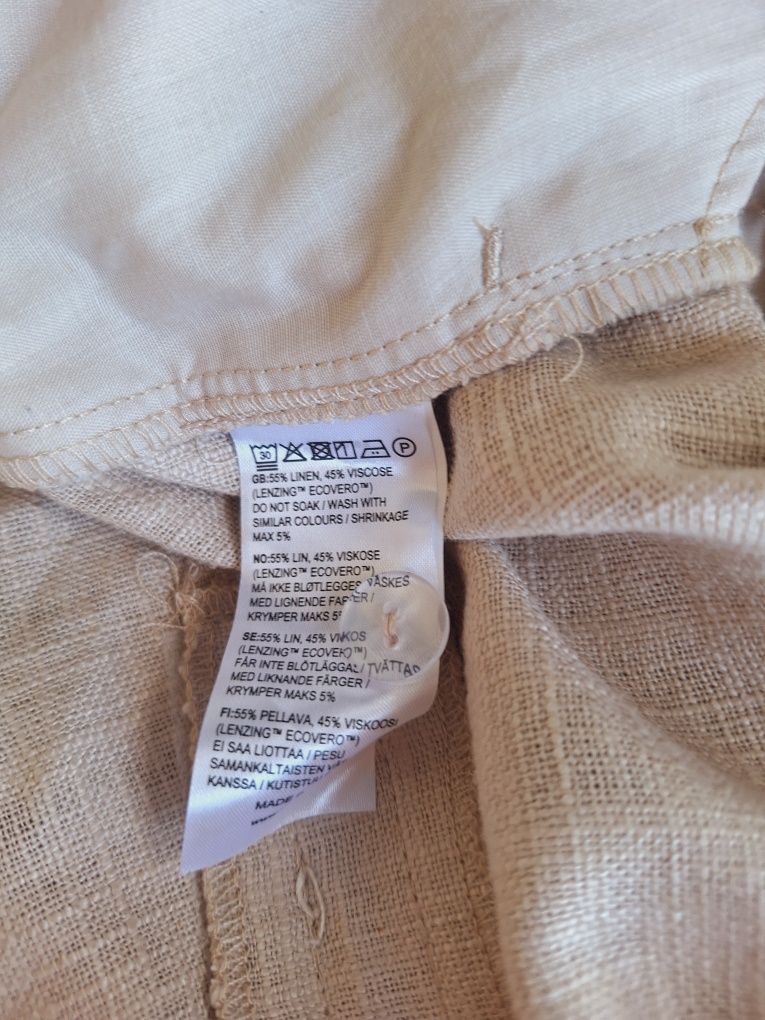 30 P
GB:55% LINEN, 45% VISCOSE
(LENZING™ ECOVERO™)
DO NOT SOAK / WASH WITH
SIMILAR COLOURS / SHRINKAGE
MAX 5%
NO:55% LIN, 45% VISKOSE
(LENZING™ ECOVERO™)
MÅ IKKE BLØTLEGGES VASKES
MED LIGNENDE FARGER /
KRYMPER MAKS 5%
SE:55% LIN, 45% VISKOS
(LENZING™ ECOVERO™)
FÅR INTE BLÖTLÄGGAS / TVÄTTAS
MED LIKNANDE FÄRGER /
KRYMPER MAKS 5%
FI:55% PELLAVA, 45% VISKOOSI
(LENZING™ ECOVERO™)
EI SAA LIOTTAA / PESU
SAMANKALTAISTEN
KANSSA /
MADE